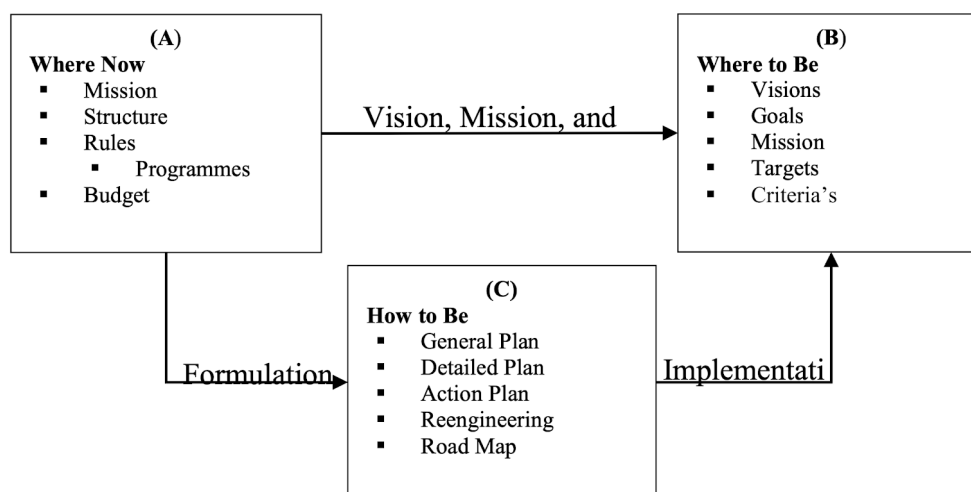 (A)
Where Now
▪ Mission
▪ Structure
▪ Rules
▪ Programmes
▪ Budget
Vision, Mission, and
(B)
Where to Be
▪ Visions
▪ Goals
▪ Mission
▪ Targets
▪ Criteria’s
Formulation
(C)
How to Be
▪ General Plan
▪ Detailed Plan
▪ Action Plan
▪ Reengineering
▪ Road Map
Implementati